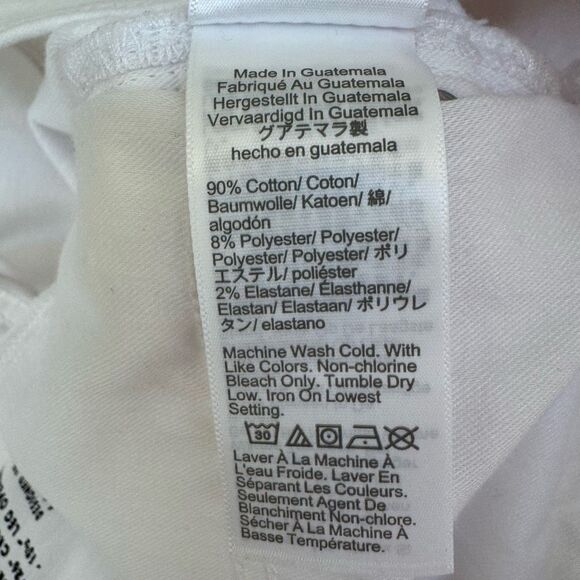 Made In Guatemala
Fabriqué Au Guatemala
Hergestellt In Guatemala
Vervaardigd In Guatemala
グアテマラ製
hecho en guatemala
90% Cotton/ Coton/
Baumwolle/ Katoen/ 綿/
algodón
8% Polyester/ Polyester/
Polyester/ Polyester/ ポリ
エステル/ poliéster
2% Elastane/ Élasthanne/
Elastan/ Elastaan/ ポリウレ
タン/ elastano
Machine Wash Cold. With
Like Colors. Non-chlorine
Bleach Only. Tumble Dry
Low. Iron On Lowest
Setting.
30
Laver À La Machine À
L'eau Froide. Laver En
Séparant Les Couleurs.
Seulement Agent De
Blanchiment Non-chlore.
Sécher À La Machine À
Basse Température.